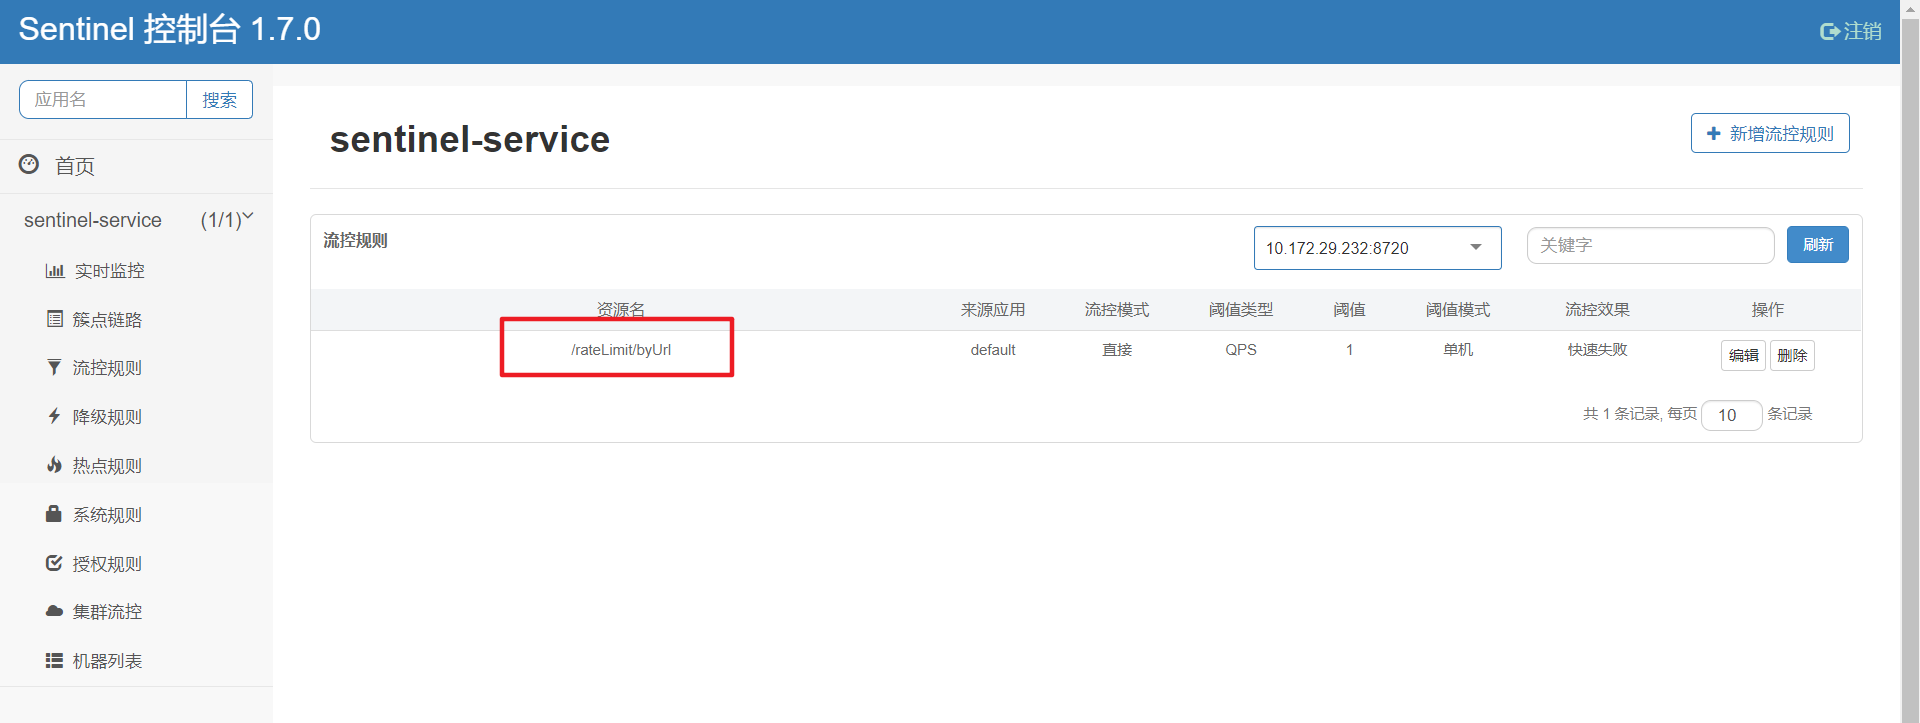 Sentinel 控制台 1.7.0
注销
应用名 搜索
首页
sentinel-service (1/1)
实时监控
簇点链路
流控规则
降级规则
热点规则
系统规则
授权规则
集群流控
机器列表
sentinel-service
新增流控规则
流控规则 10.172.29.232:8720 关键字 刷新
资源名 来源应用 流控模式 阈值类型 阈值 阈值模式 流控效果 操作
/rateLimit/byUrl default 直接 QPS 1 单机 快速失败 编辑 删除
共 1 条记录, 每页 10 条记录